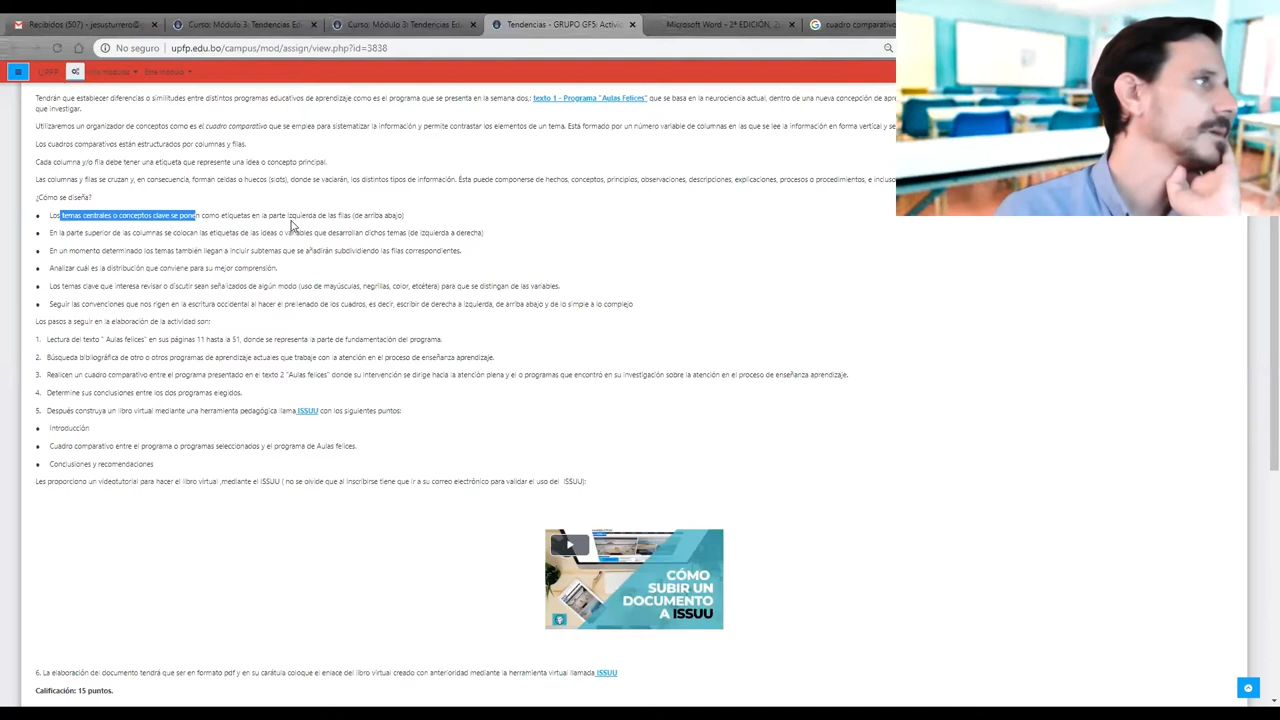 Recibidos (570) - jesusturrero@
Curso: Módulo 3: Tendencias Ed
Curso: Módulo 3: Tendencias Ed
Tendencias - GRUPO GF5: Activi
Microsoft Word - 2ª EDICIÓN_2
cuadro comparativo
No seguro | upfp.edu.bo/campus/mod/assign/view.php?id=3838
Este módulo
Tendrán que establecer diferencias o similitudes entre distintos programas educativos de aprendizaje con el programa que se presenta en la semana dos.; texto 1 - Programa "Aulas Felices" que se basa en la neurociencia actual, dentro de una nueva concepción de
que investigar.
Utilizaremos un organizador de conceptos como es el cuadro comparativo que se emplea para sistematizar la información y permite contrastar los elementos de un tema. Está formado por un número variable de columnas en las que se lee la información en forma vertical y se
Los cuadros comparativos están estructurados por columnas y filas.
Cada columna y/o fila debe tener una etiqueta que represente una idea o concepto principal.
Las columnas y filas se cruzan y, en consecuencia, forman celdas o huecos (slots), donde se vaciarán, los distintos tipos de información. Ésta puede componerse de hechos, conceptos, principios, observaciones, descripciones, explicaciones, procesos o procedimientos, e incluso
¿Cómo se diseña?
● Los temas centrales o conceptos clave se ponen como etiquetas en la parte izquierda de las filas (de arriba abajo)
● En la parte superior de las columnas se colocan las etiquetas de las ideas o variables que desarrollan dichos temas (de izquierda a derecha)
● En un momento determinado los temas también llegan a incluir subtemas que se añadirán subdividiendo las filas correspondientes.
● Analizar cuál es la distribución que conviene para su mejor comprensión.
● Los temas clave que interesa revisar o discutir sean señalizados de algún modo (uso de mayúsculas, negrillas, color, etcétera) para que se distingan de las variables.
● Seguir las convenciones que nos rigen en la escritura occidental al hacer el prellenado de los cuadros, es decir, escribir de derecha a izquierda, de arriba abajo y de lo simple a lo complejo
Los pasos a seguir en la elaboración de la actividad son:
1. Lectura del texto " Aulas felices" en sus páginas 11 hasta la 51, donde se representa la parte de fundamentación del programa.
2. Búsqueda bibliográfica de otro o otros programas de aprendizaje actuales que trabaje con la atención en el proceso de enseñanza aprendizaje.
3. Realicen un cuadro comparativo entre el programa presentado en el texto 2 "Aulas felices" donde su intervención se dirige hacia la atención plena y el o programas que encontró en su investigación sobre la atención en el proceso de enseñanza aprendizaje.
4. Determine sus conclusiones entre los dos programas elegidos.
5. Después construya un libro virtual mediante una herramienta pedagógica llama ISSUU con los siguientes puntos:
● Introducción
● Cuadro comparativo entre el programa o programas seleccionados y el programa de Aulas felices.
● Conclusiones y recomendaciones
Les proporciono un videotutorial para hacer el libro virtual ,mediante el ISSUU ( no se olvide que al inscribirse tiene que ir a su correo electrónico para validar el uso del ISSUU):
CÓMO
SUBIR UN
DOCUMENTO
A ISSUU
6. La elaboración del documento tendrá que ser en formato pdf y en su carátula coloque el enlace del libro virtual creado con anterioridad mediante la herramienta virtual llamada ISSUU
Calificación: 15 puntos.